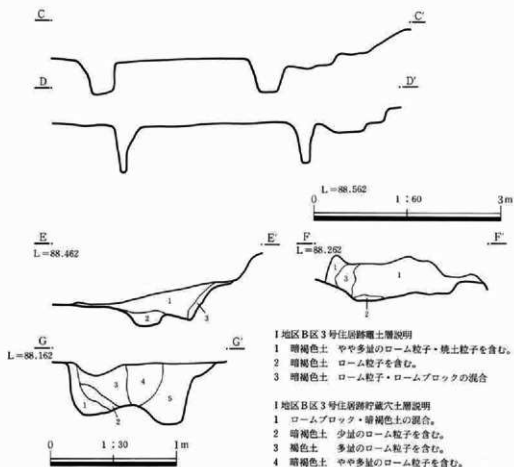 C C'
D D'
L=88.562
1：60 3m
E E' F F'
L=88.462 L=88.262
1
2
3
3
1
2
G G'
L=88.162
1
2
3
4
5
0 1：30 1m
I地区B区3号住居跡竈土層説明
1 暗褐色土 やや多量のローム粒子・焼土粒子を含む。
2 暗褐色土 ローム粒子を含む。
3 暗褐色土 ローム粒子・ロームブロックの混合
I地区B区3号住居跡貯蔵穴土層説明
1 ロームブロック・暗褐色土の混合。
2 暗褐色土 少量のローム粒子を含む。
3 褐色土 多量のローム粒子を含む。
4 暗褐色土 やや多量のローム粒子を含む。